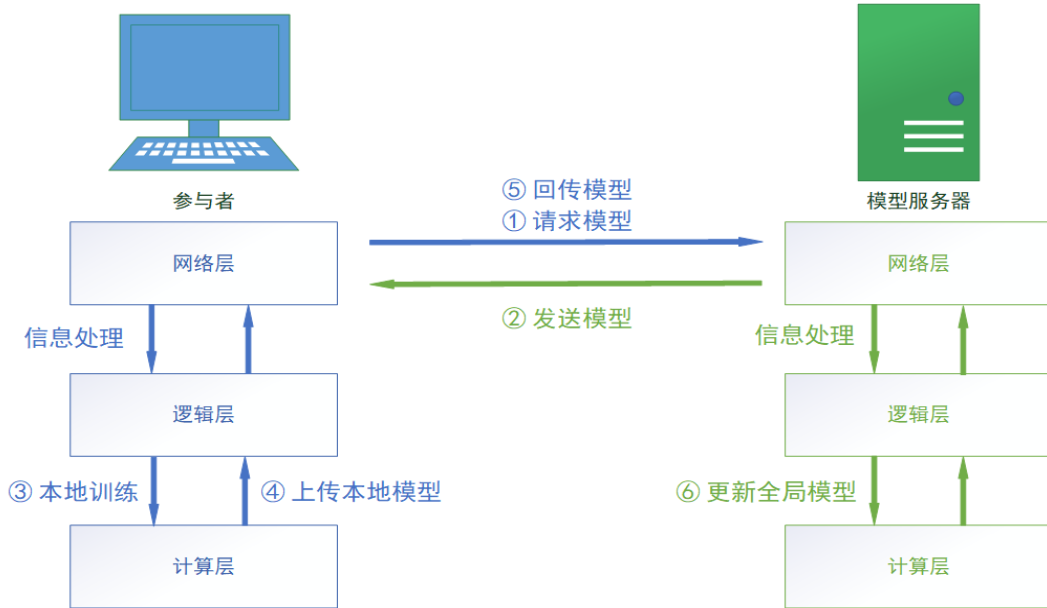 参与者
模型服务器
⑤ 回传模型
① 请求模型
② 发送模型
网络层
网络层
信息处理
信息处理
逻辑层
逻辑层
③ 本地训练
④ 上传本地模型
⑥ 更新全局模型
计算层
计算层